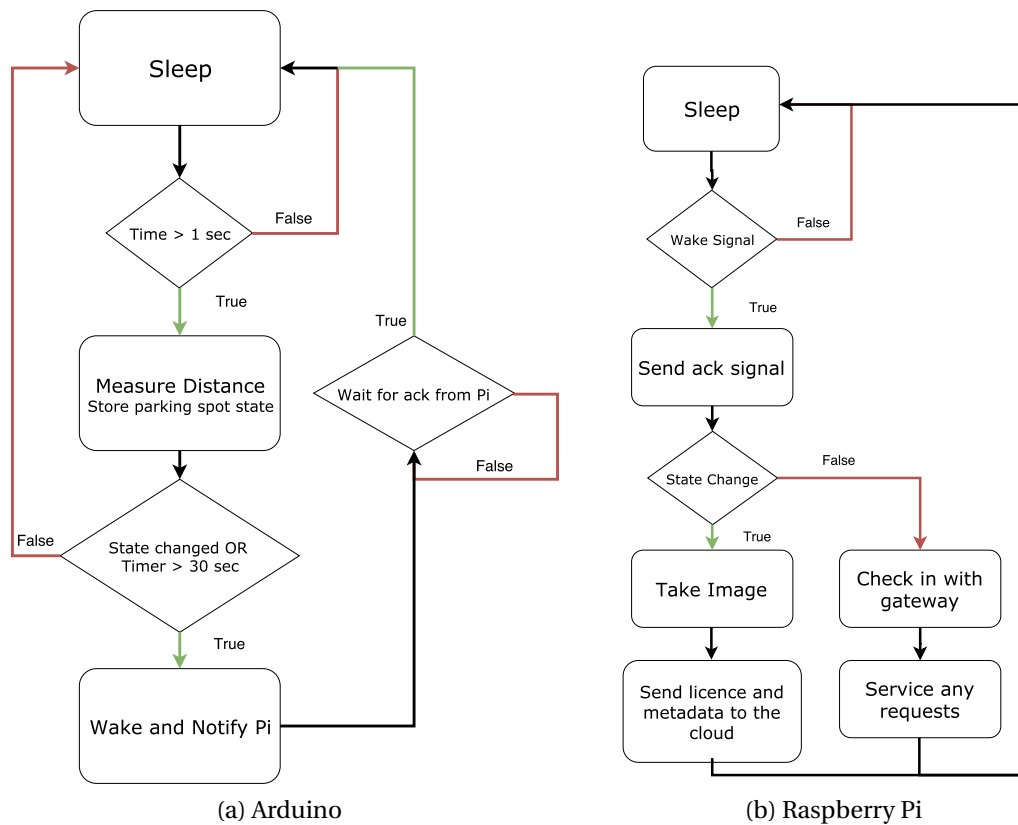 Sleep
Time > 1 sec
False
True
Measure Distance
Store parking spot state
State changed OR
Timer > 30 sec
False
True
Wake and Notify Pi
True
Wait for ack from Pi
False
(a) Arduino
Sleep
Wake Signal
False
True
Send ack signal
State Change
False
True
Take Image
Send licence and
metadata to the
cloud
Check in with
gateway
Service any
requests
(b) Raspberry Pi